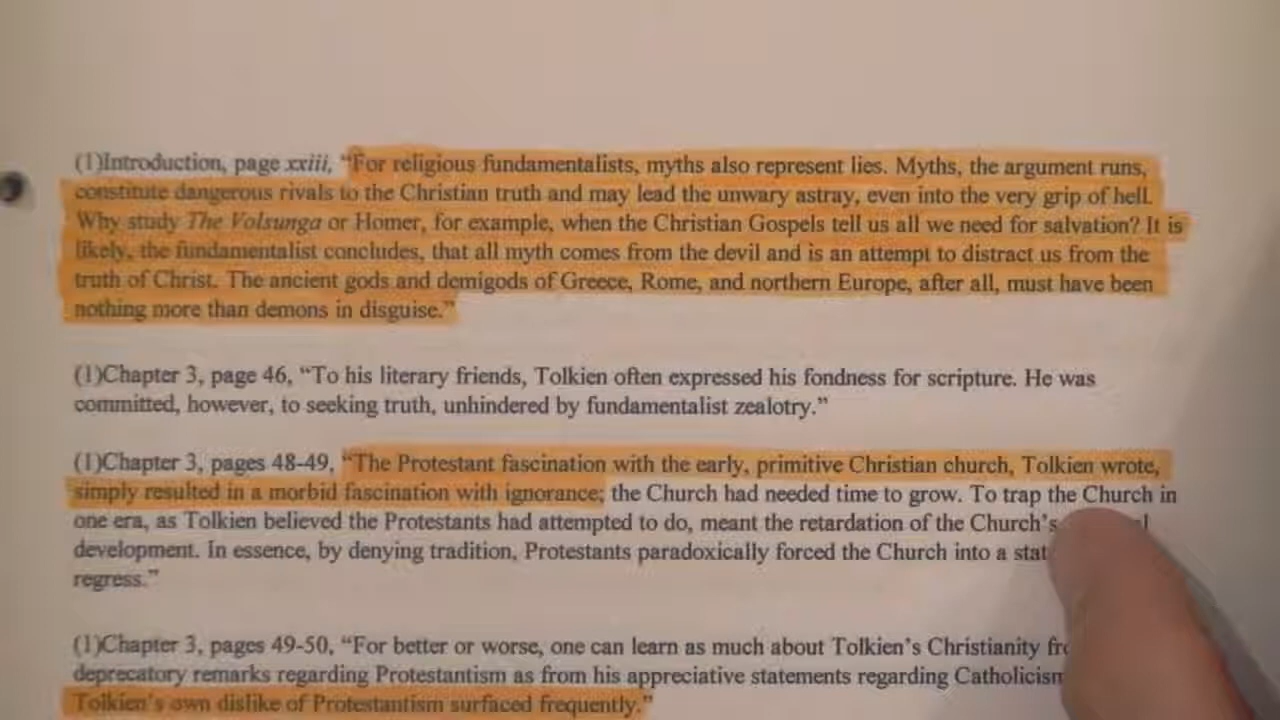 (1)Introduction, page xxiii, “For religious fundamentalists, myths also represent lies. Myths, the argument runs,
constitute dangerous rivals to the Christian truth and may lead the unwary astray, even into the very grip of hell.
Why study The Volsunga or Homer, for example, when the Christian Gospels tell us all we need for salvation? It is
likely, the fundamentalist concludes, that all myth comes from the devil and is an attempt to distract us from the
truth of Christ. The ancient gods and demigods of Greece, Rome, and northern Europe, after all, must have been
nothing more than demons in disguise.”
(1)Chapter 3, page 46, “To his literary friends, Tolkien often expressed his fondness for scripture. He was
committed, however, to seeking truth, unhindered by fundamentalist zealotry.”
(1)Chapter 3, pages 48-49, “The Protestant fascination with the early, primitive Christian church, Tolkien wrote,
simply resulted in a morbid fascination with ignorance; the Church had needed time to grow. To trap the Church in
one era, as Tolkien believed the Protestants had attempted to do, meant the retardation of the Church’s
development. In essence, by denying tradition, Protestants paradoxically forced the Church into a
regress.”
(1)Chapter 3, pages 49-50, “For better or worse, one can learn as much about Tolkien’s Christianity
deprecatory remarks regarding Protestantism as from his appreciative statements regarding Catholicism
Tolkien’s own dislike of Protestantism surfaced frequently.”